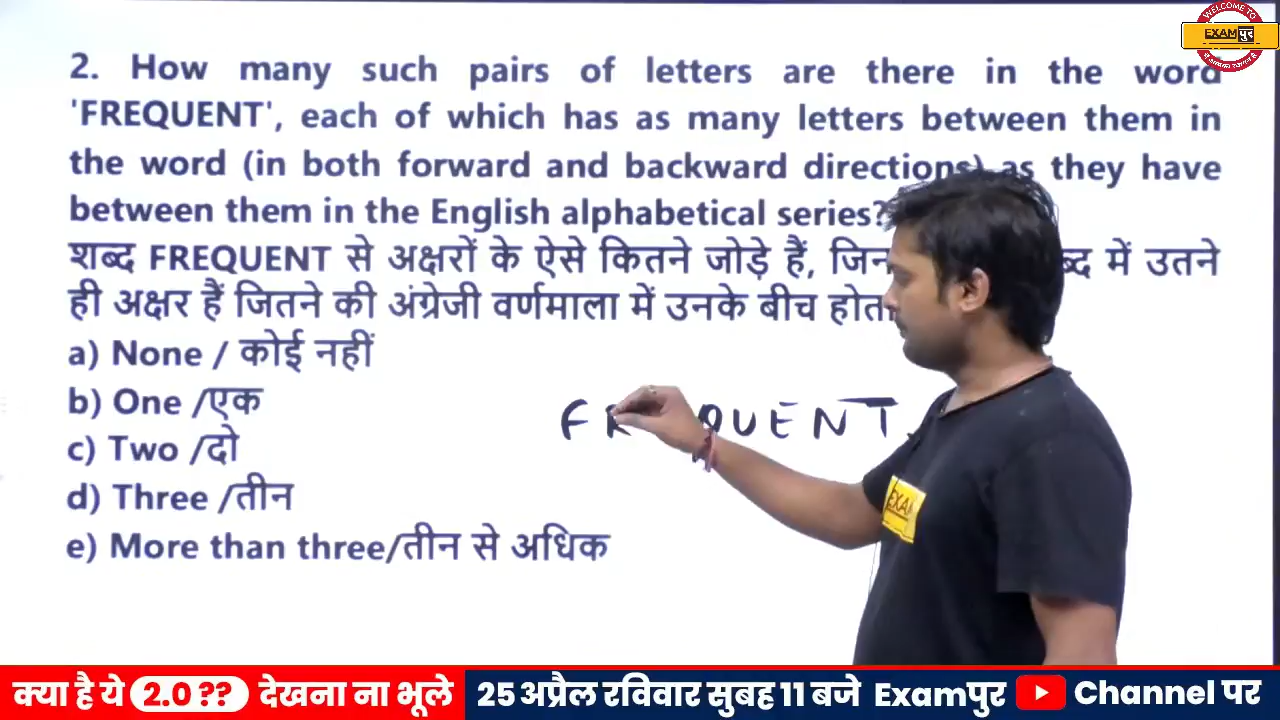 WELCOME TO
EXAMपुर
2. How many such pairs of letters are there in the word
'FREQUENT', each of which has as many letters between them in
the word (in both forward and backward directions) as they have
between them in the English alphabetical series?
शब्द FREQUENT से अक्षरों के ऐसे कितने जोड़े हैं, जिन में उतने
ही अक्षर हैं जितने की अंग्रेजी वर्णमाला में उनके बीच
a) None / कोई नहीं
b) One /एक
c) Two /दो
d) Three /तीन
e) More than three/तीन से अधिक
QUENT
EXAM
क्या है ये 2.0 ?? देखना ना भूले 25 अप्रैल रविवार सुबह 11 बजे Examपुर Channel पर